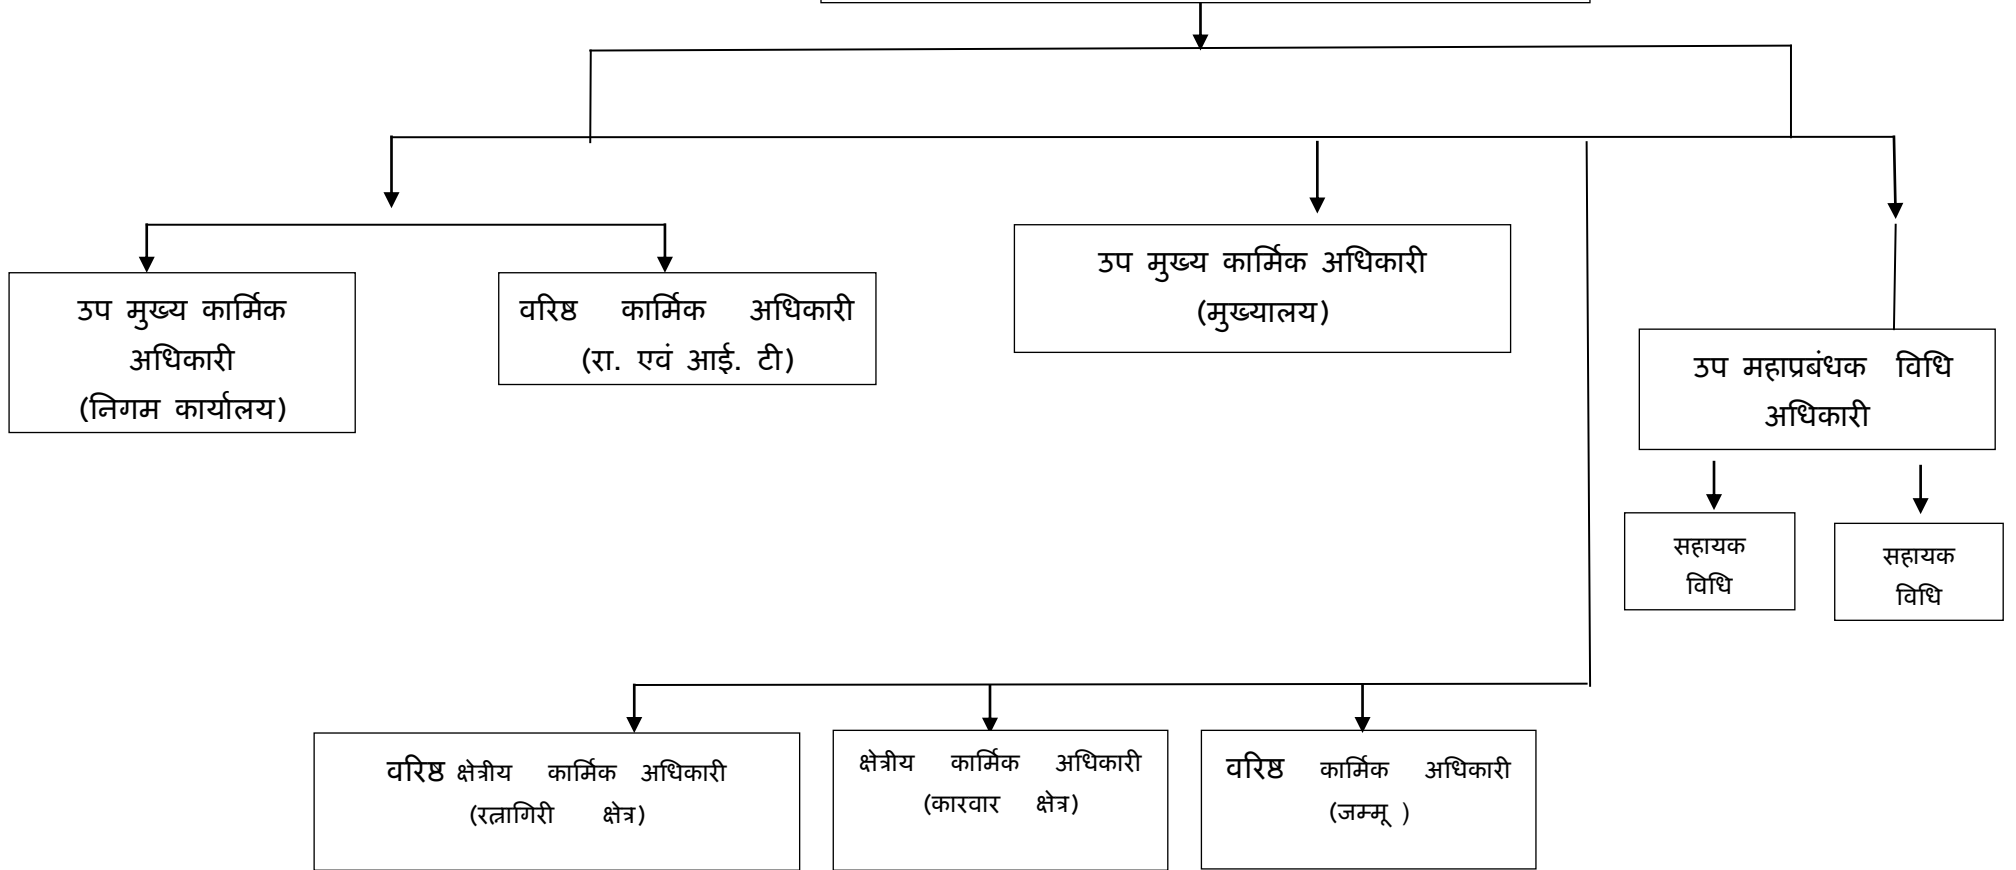 उप मुख्य कार्मिक
अधिकारी
(निगम कार्यालय)
वरिष्ठ कार्मिक अधिकारी
(रा. एवं आई. टी)
उप मुख्य कार्मिक अधिकारी
(मुख्यालय)
उप महाप्रबंधक विधि
अधिकारी
सहायक
विधि
सहायक
विधि
वरिष्ठ क्षेत्रीय कार्मिक अधिकारी
(रत्नागिरी क्षेत्र)
क्षेत्रीय कार्मिक अधिकारी
(कारवार क्षेत्र)
वरिष्ठ कार्मिक अधिकारी
(जम्मू )